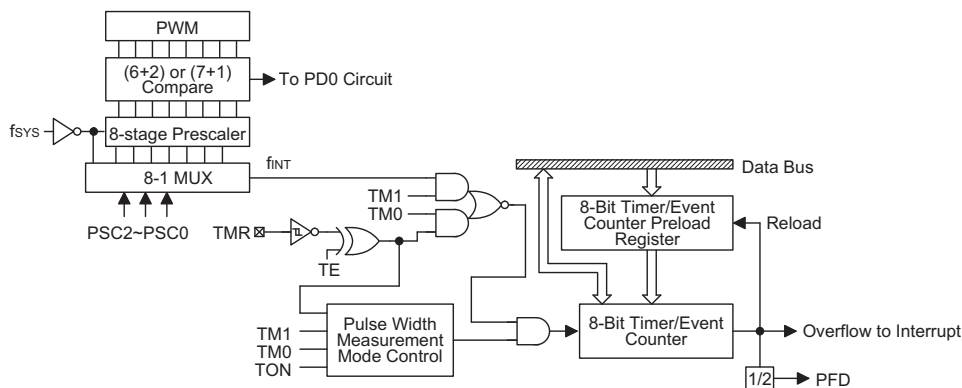 PWM
(6+2) or (7+1)
Compare
To PD0 Circuit
fSYS
8-stage Prescaler
8-1 MUX
fINT
PSC2~PSC0
TM1
TM0
TMR
TE
Data Bus
8-Bit Timer/Event
Counter Preload
Register
Reload
TM1
TM0
TON
Pulse Width
Measurement
Mode Control
8-Bit Timer/Event
Counter
Overflow to Interrupt
1/2
PFD